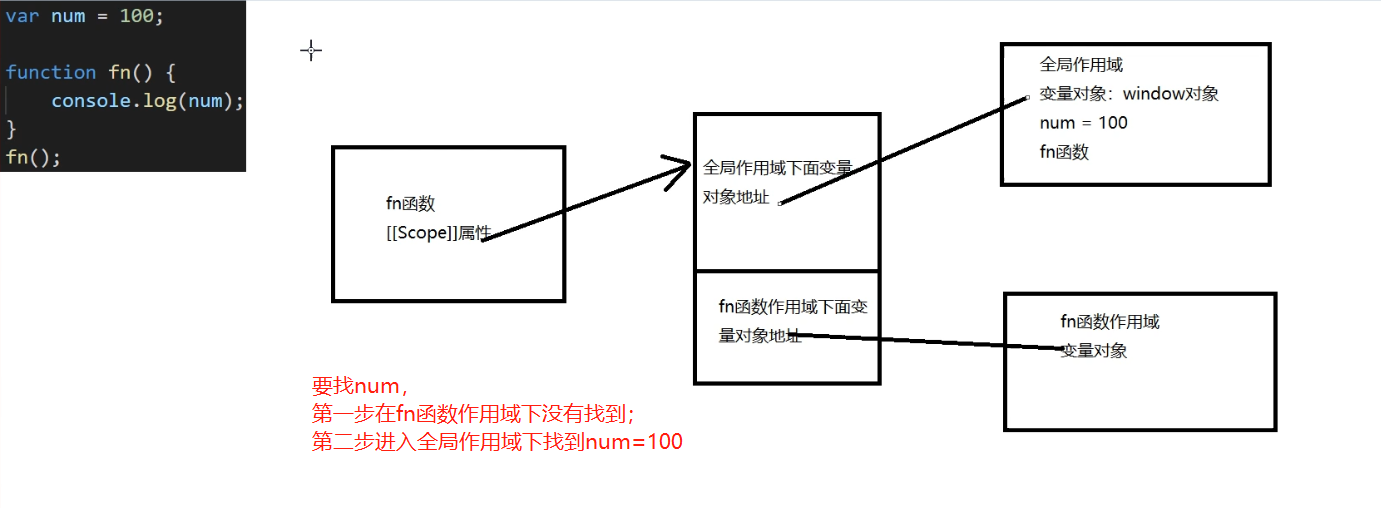 var num = 100;
function fn() {
console.log(num);
}
fn();
fn函数
[[Scope]]属性
全局作用域下面变量
对象地址
fn函数作用域下面变
量对象地址
全局作用域
变量对象：window对象
num = 100
fn函数
fn函数作用域
变量对象
要找num，
第一步在fn函数作用域下没有找到；
第二步进入全局作用域下找到num=100